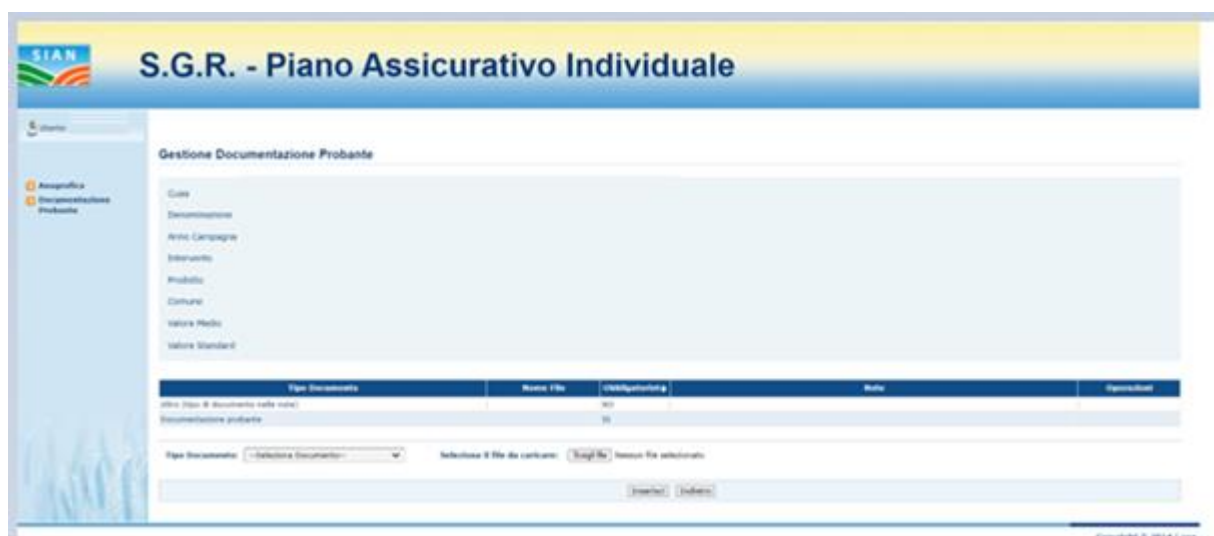 SIAN
S.G.R. - Piano Assicurativo Individuale
Utente
Gestione Documentazione Probante
Anagrafica
Documentazione
Probante
Cuaa
Denominazione
Anno Campagna
Intervento
Prodotto
Comune
Valore Medio
Valore Standard
Tipo Documento Nome File Obbligatorietà Note Operazioni
Altro (tipo di documento nelle note) NO
Documentazione probante SI
Tipo Documento: --Seleziona Documento-- Seleziona il file da caricare: Scegli file Nessun file selezionato
Inserisci Indietro